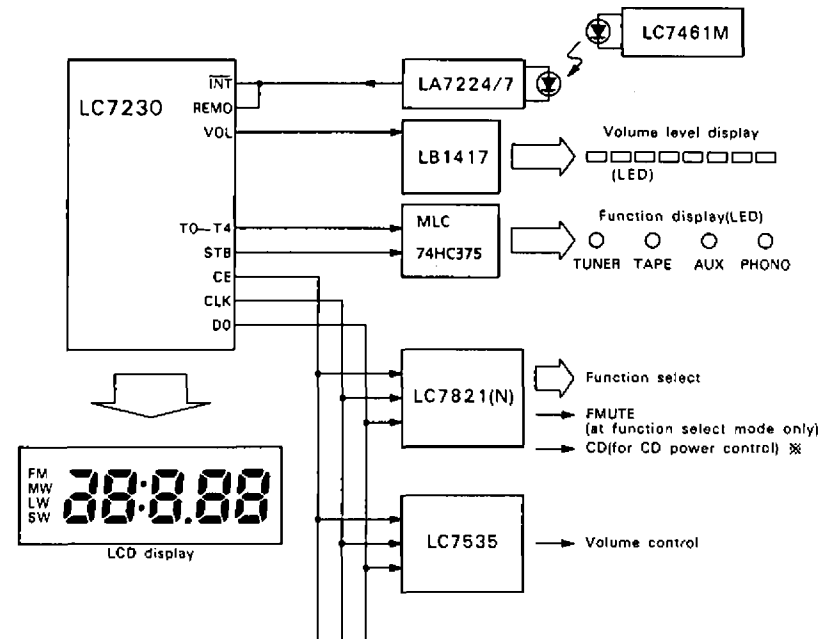 LC7461M
LA7224/7
LC7230
INT
REMO
VOL
T0—T4
STB
CE
CLK
DO
LB1417
Volume level display
(LED)
MLC
74HC375
Function display(LED)
TUNER TAPE AUX PHONO
LC7821(N)
Function select
FMUTE
(at function select mode only)
CD(for CD power control) ※
FM
MW
LW
SW
88:8.88
LCD display
LC7535
Volume control